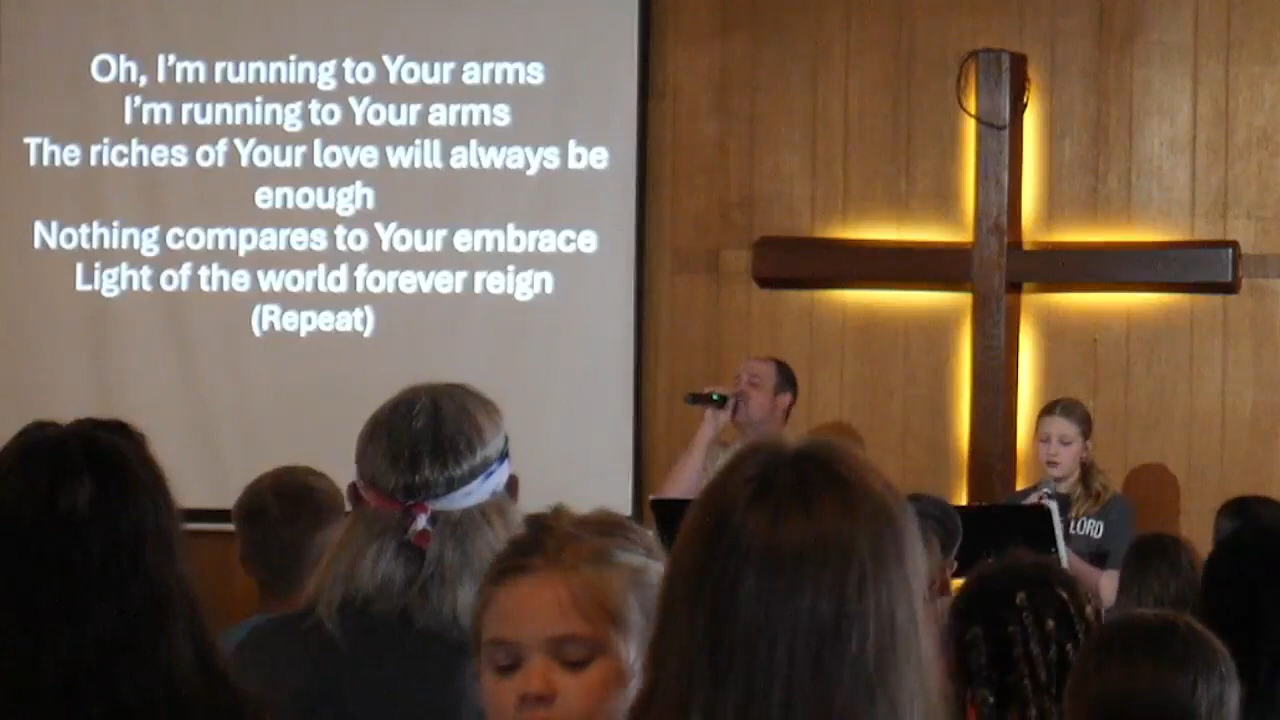 Oh, I'm running to Your arms
I'm running to Your arms
The riches of Your love will always be
enough
Nothing compares to Your embrace
Light of the world forever reign
(Repeat)
LORD